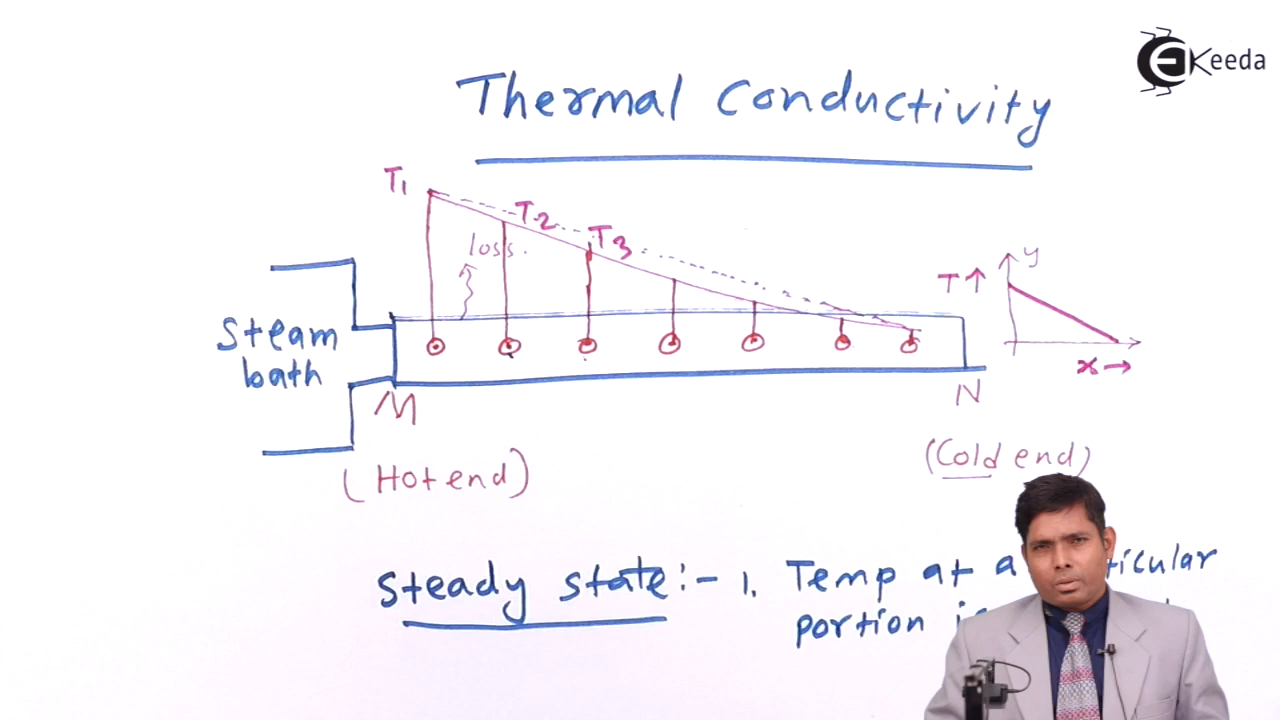 Keeda
Thermal Conductivity
T1
T2
T3
loss.
y
T↑
x→
Steam
bath
M
N
(Hot end)
(Cold end)
Steady state:- 1. Temp at a
portion